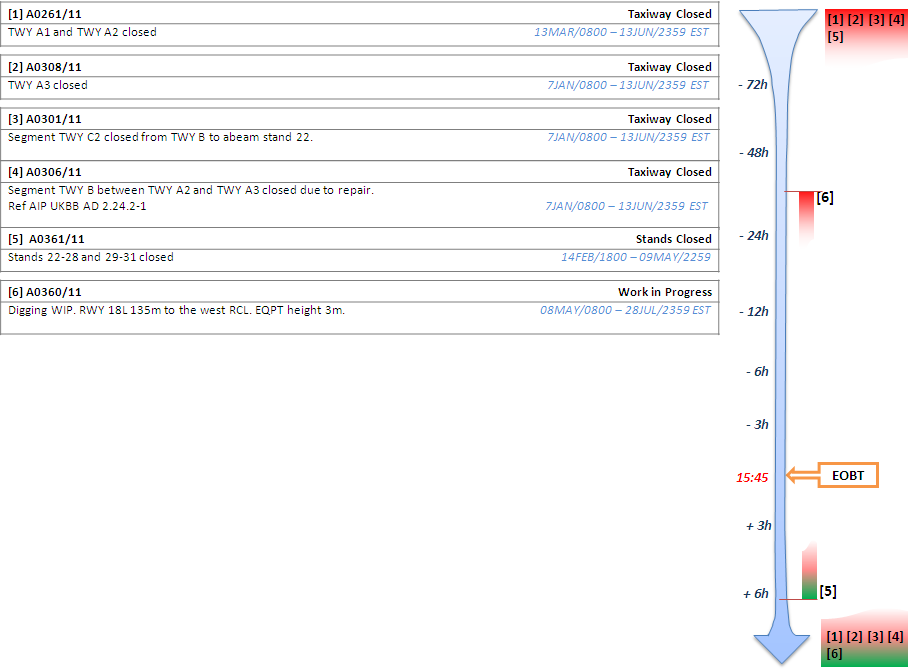 [1] A0261/11 Taxiway Closed
TWY A1 and TWY A2 closed 13MAR/0800 – 13JUN/2359 EST
[2] A0308/11 Taxiway Closed
TWY A3 closed 7JAN/0800 – 13JUN/2359 EST
[3] A0301/11 Taxiway Closed
Segment TWY C2 closed from TWY B to abeam stand 22. 7JAN/0800 – 13JUN/2359 EST
[4] A0306/11 Taxiway Closed
Segment TWY B between TWY A2 and TWY A3 closed due to repair.
Ref AIP UKBB AD 2.24.2-1 7JAN/0800 – 13JUN/2359 EST
[5] A0361/11 Stands Closed
Stands 22-28 and 29-31 closed 14FEB/1800 – 09MAY/2259
[6] A0360/11 Work in Progress
Digging WIP. RWY 18L 135m to the west RCL. EQPT height 3m. 08MAY/0800 – 28JUL/2359 EST
[1] [2] [3] [4]
[5]
- 72h
- 48h
[6]
- 24h
- 12h
- 6h
- 3h
15:45 EOBT
+ 3h
+ 6h [5]
[1] [2] [3] [4]
[6]